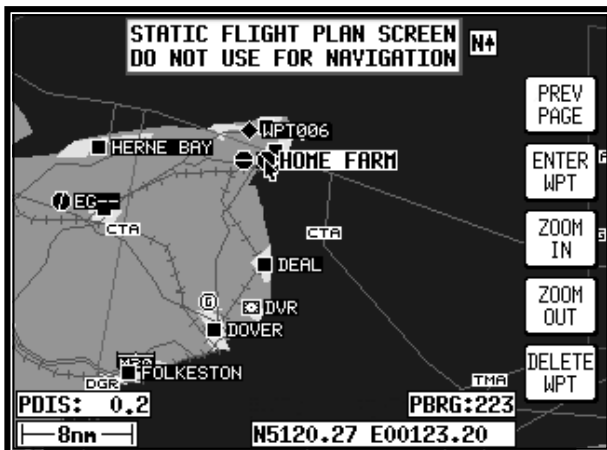 STATIC FLIGHT PLAN SCREEN
DO NOT USE FOR NAVIGATION
N
PREV
PAGE
WPT006
HERNE BAY
HOME FARM
ENTER
WPT
EG--
CTA
CTA
ZOOM
IN
DEAL
G
DVR
DOVER
ZOOM
OUT
FOLKESTON
DGR
TMA
DELETE
WPT
PDIS: 0.2
PBRG:223
8nm
N5120.27 E00123.20